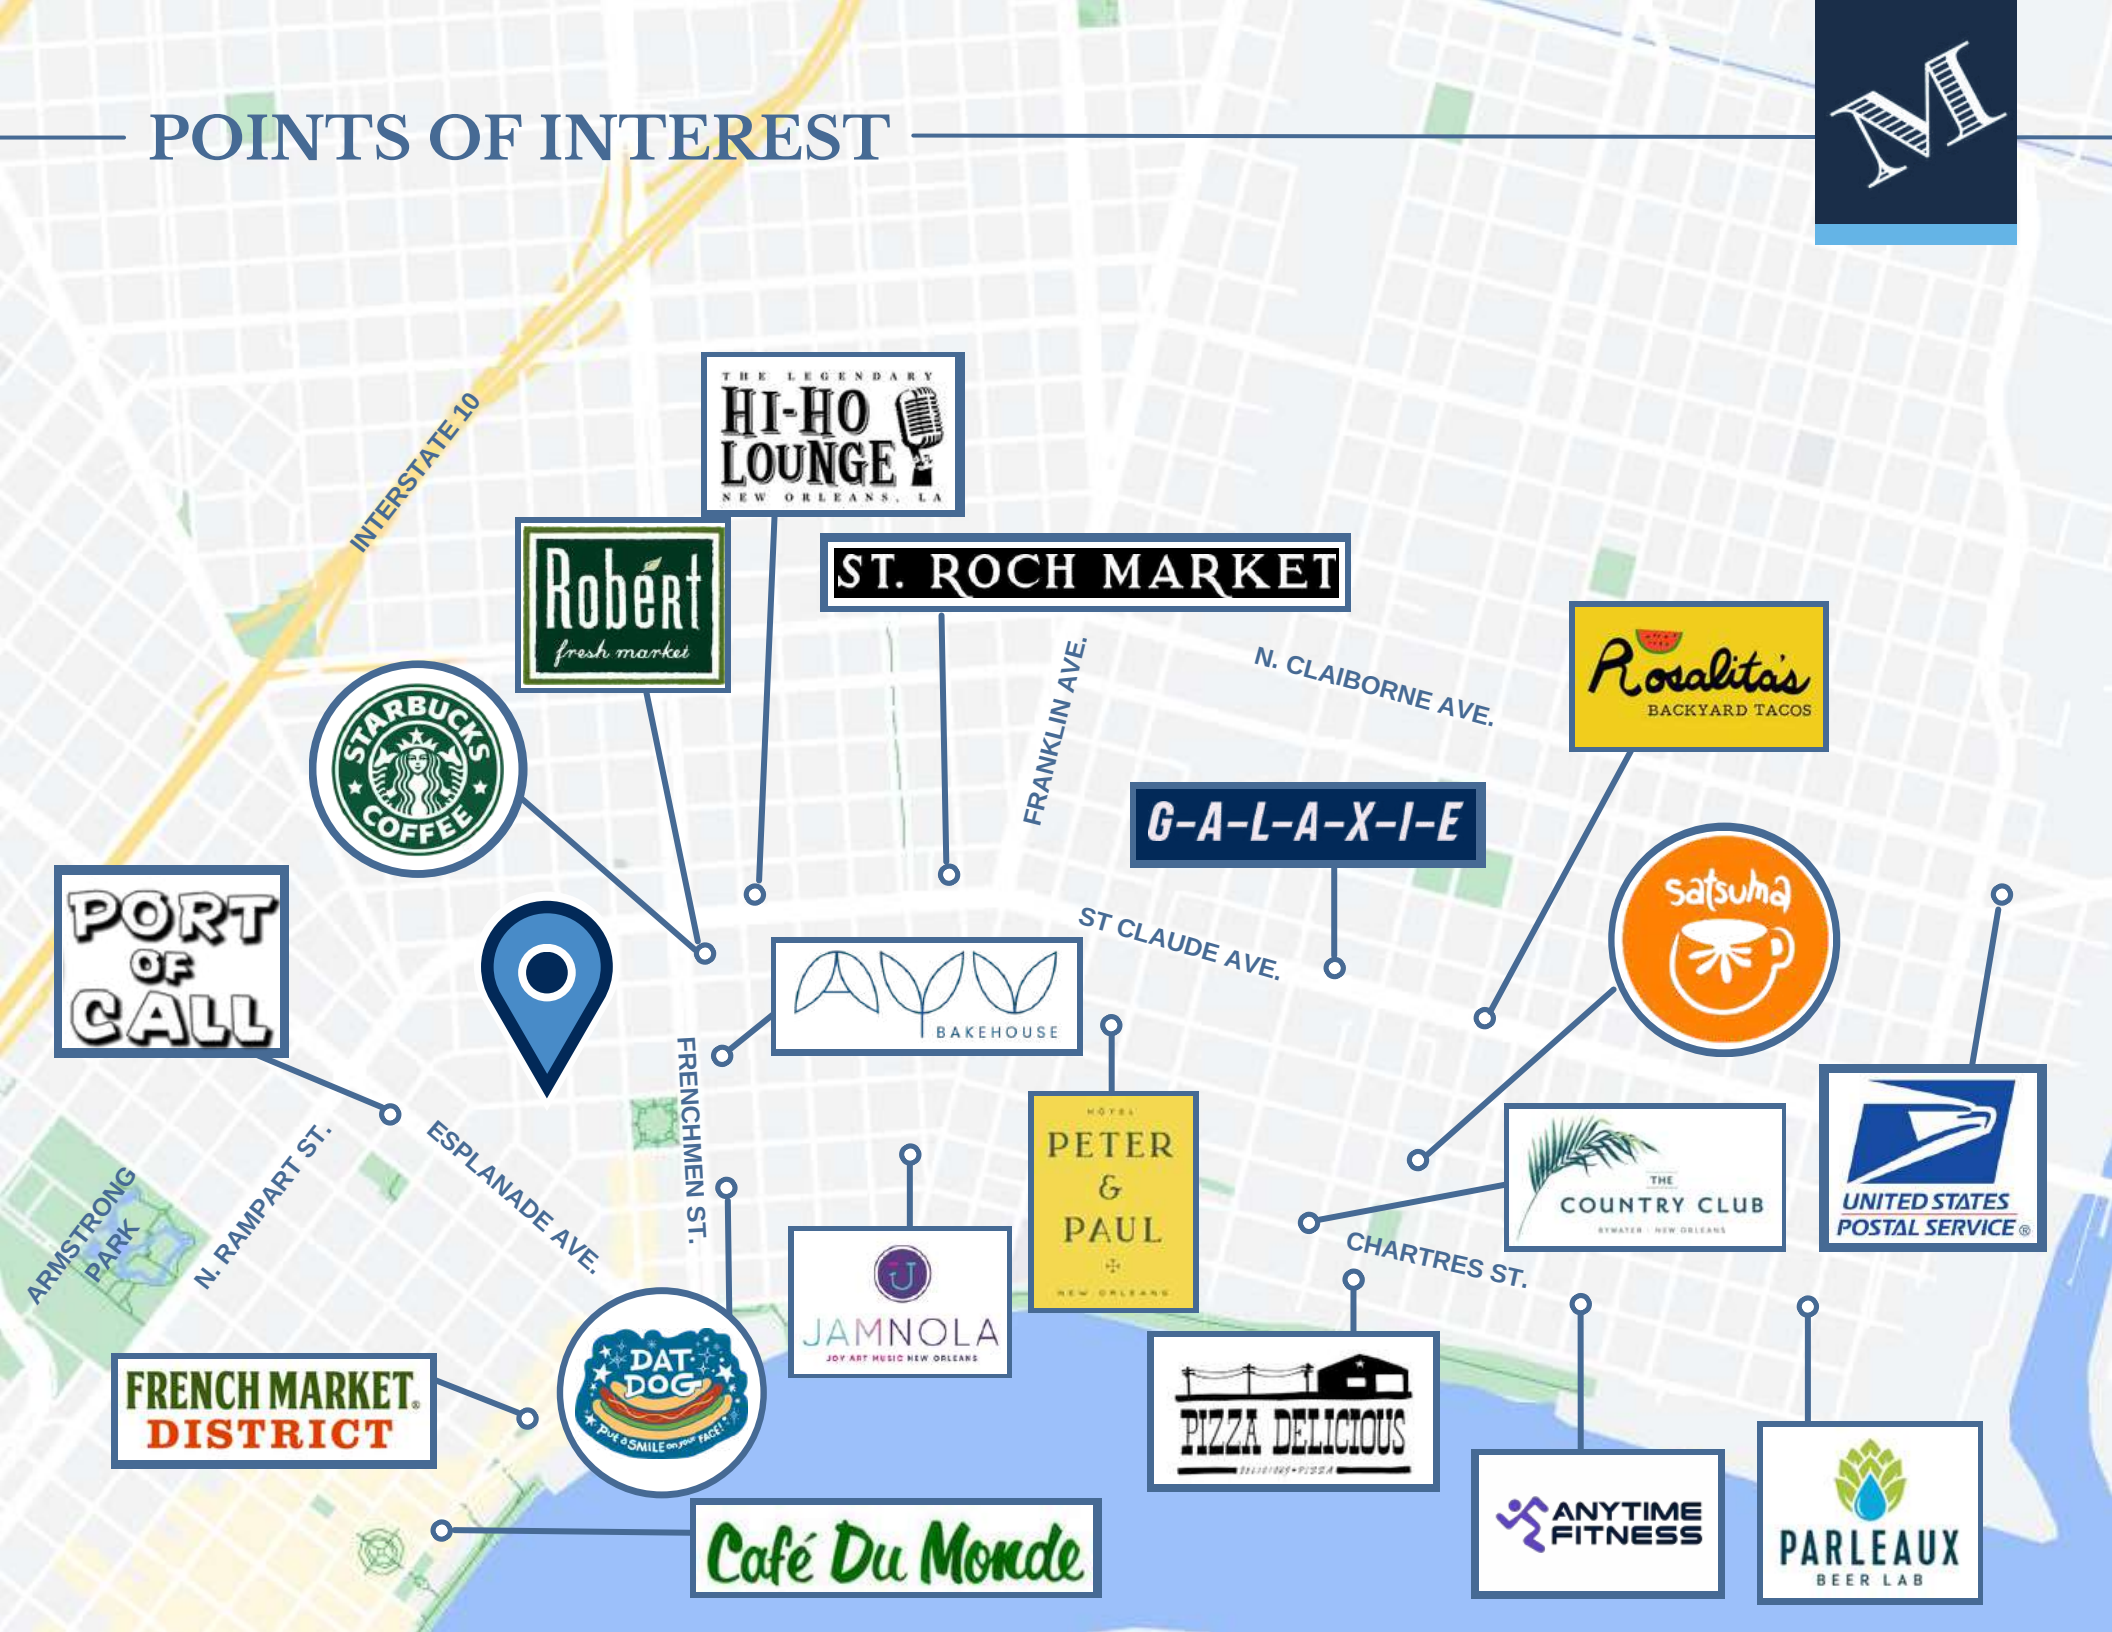 POINTS OF INTEREST
M
INTERSTATE 10
THE LEGENDARY
HI-HO
LOUNGE
NEW ORLEANS, LA
Robért
fresh market
ST. ROCH MARKET
FRANKLIN AVE.
N. CLAIBORNE AVE.
Rosalita's
BACKYARD TACOS
STARBUCKS
COFFEE
G-A-L-A-X-I-E
satsuma
PORT
OF
CALL
ST CLAUDE AVE.
AYU
BAKEHOUSE
FRENCHMEN ST.
HÔTEL
PETER
&
PAUL
NEW ORLEANS
THE
COUNTRY CLUB
BYWATER · NEW ORLEANS
UNITED STATES
POSTAL SERVICE®
ESPLANADE AVE.
N. RAMPART ST.
ARMSTRONG
PARK
CHARTRES ST.
JAMNOLA
JOY ART MUSIC NEW ORLEANS
DAT
DOG
PUT a SMILE on your FACE!
FRENCH MARKET®
DISTRICT
PIZZA DELICIOUS
Café Du Monde
ANYTIME
FITNESS
PARLEAUX
BEER LAB